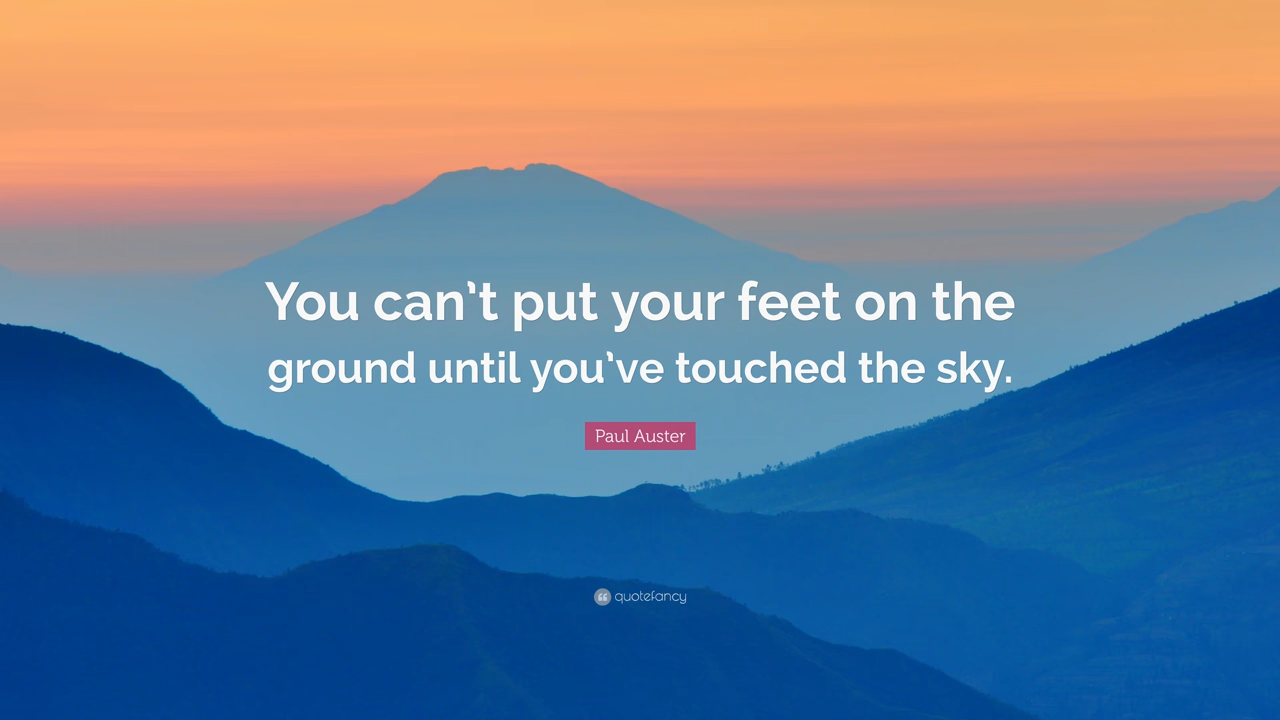 You can’t put your feet on the
ground until you’ve touched the sky.
Paul Auster
quotefancy